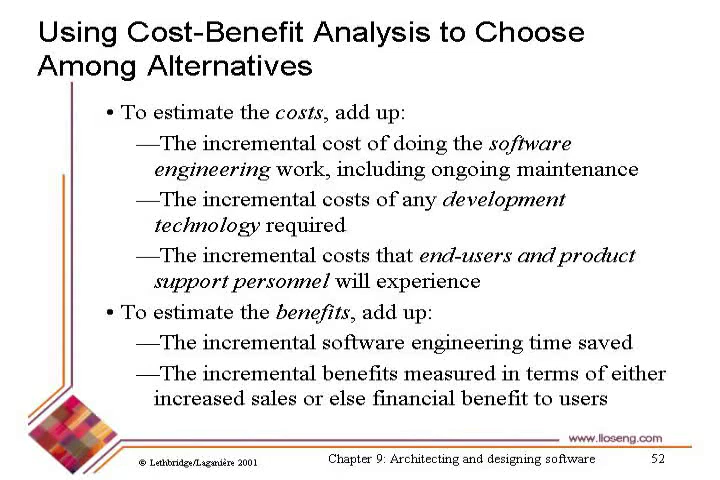 Using Cost-Benefit Analysis to Choose
Among Alternatives
• To estimate the costs, add up:
—The incremental cost of doing the software
engineering work, including ongoing maintenance
—The incremental costs of any development
technology required
—The incremental costs that end-users and product
support personnel will experience
• To estimate the benefits, add up:
—The incremental software engineering time saved
—The incremental benefits measured in terms of either
increased sales or else financial benefit to users
www.lloseng.com
© Lethbridge/Laganière 2001
Chapter 9: Architecting and designing software
52